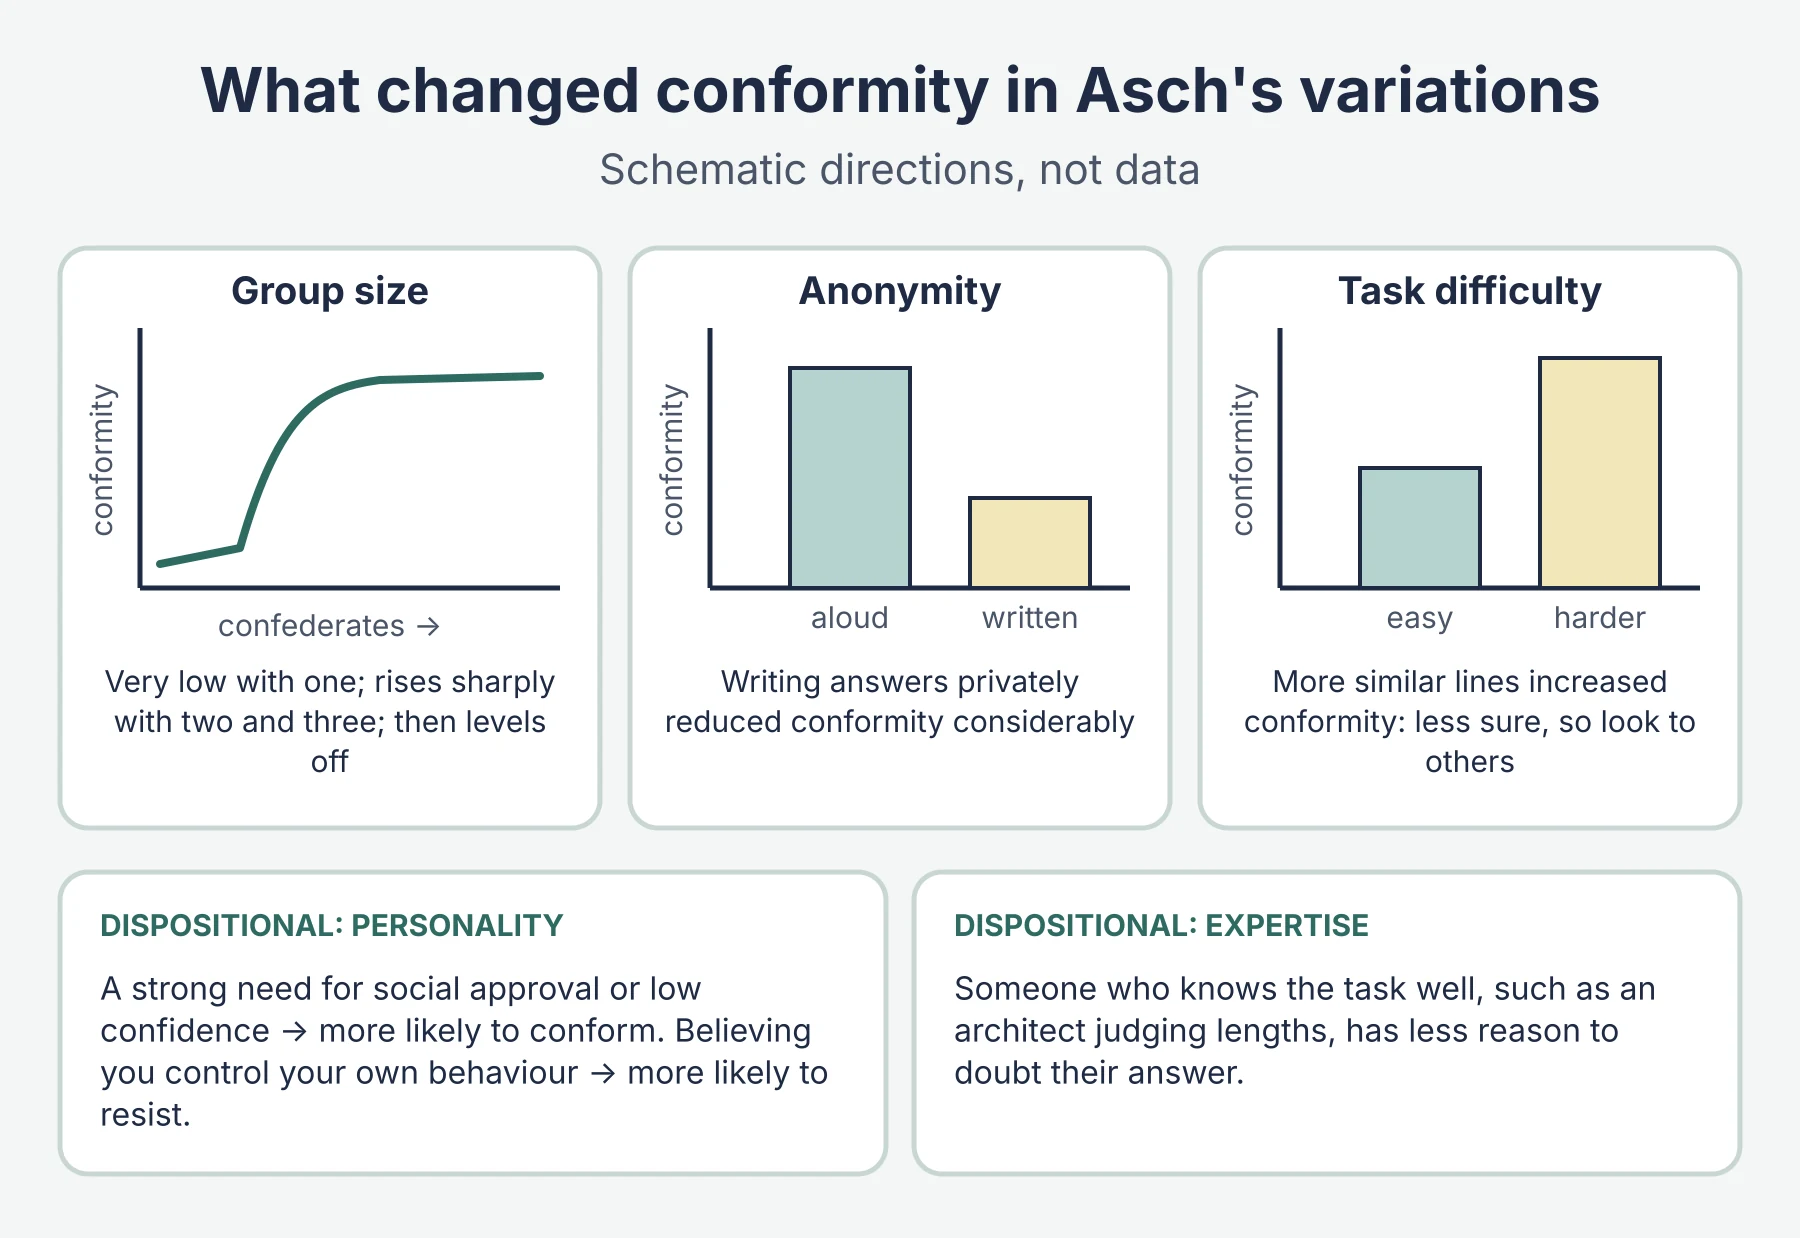 What changed conformity in Asch's variations
Schematic directions, not data
Group size
conformity
confederates →
Very low with one; rises sharply
with two and three; then levels
off
Anonymity
conformity
aloud
written
Writing answers privately
reduced conformity considerably
Task difficulty
conformity
easy
harder
More similar lines increased
conformity: less sure, so look to
others
DISPOSITIONAL: PERSONALITY
A strong need for social approval or low
confidence → more likely to conform. Believing
you control your own behaviour → more likely to
resist.
DISPOSITIONAL: EXPERTISE
Someone who knows the task well, such as an
architect judging lengths, has less reason to
doubt their answer.